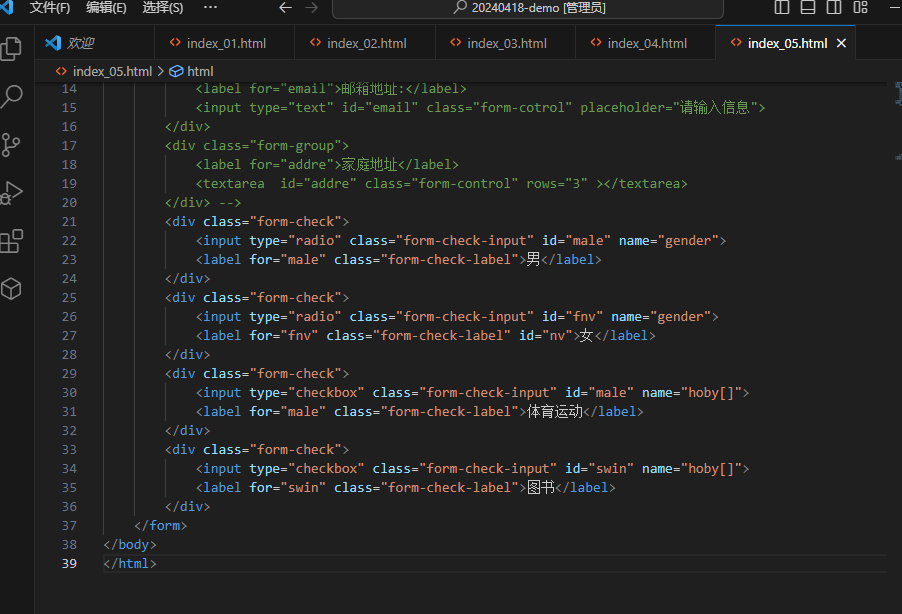 文件(F) 编辑(E) 选择(S) ··· 20240418-demo [管理员]
欢迎 index_01.html index_02.html index_03.html index_04.html index_05.html
index_05.html > html
14 <label for="email">邮箱地址:</label>
15 <input type="text" id="email" class="form-cotrol" placeholder="请输入信息">
16 </div>
17 <div class="form-group">
18 <label for="addre">家庭地址</label>
19 <textarea  id="addre" class="form-control" rows="3" ></textarea>
20 </div> -->
21 <div class="form-check">
22 <input type="radio" class="form-check-input" id="male" name="gender">
23 <label for="male" class="form-check-label">男</label>
24 </div>
25 <div class="form-check">
26 <input type="radio" class="form-check-input" id="fnv" name="gender">
27 <label for="fnv" class="form-check-label" id="nv">女</label>
28 </div>
29 <div class="form-check">
30 <input type="checkbox" class="form-check-input" id="male" name="hoby[]">
31 <label for="male" class="form-check-label">体育运动</label>
32 </div>
33 <div class="form-check">
34 <input type="checkbox" class="form-check-input" id="swin" name="hoby[]">
35 <label for="swin" class="form-check-label">图书</label>
36 </div>
37 </form>
38 </body>
39 </html>